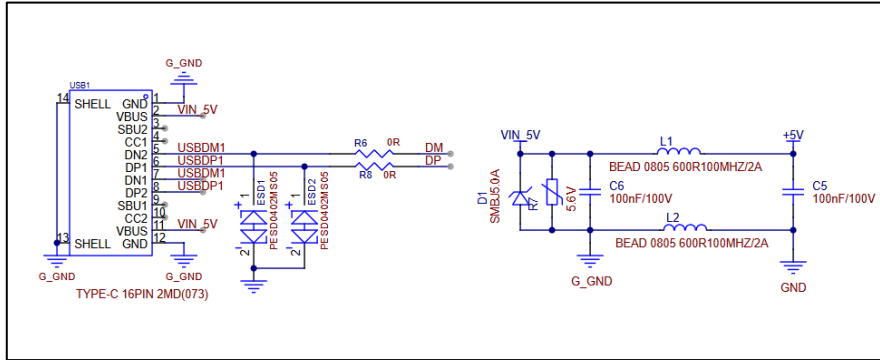 USB1
G_GND
14 SHELL GND 1
VBUS 2 VIN_5V
SBU2 3
CC1 4
DN2 5 USBDM1
DP1 6 USBDP1
DN1 7 USBDM1
DP2 8 USBDP1
SBU1 9
CC2 10
VBUS 11 VIN_5V
13 SHELL GND 12
G_GND
G_GND
TYPE-C 16PIN 2MD(073)
R6 0R DM
R8 0R DP
1 + - 2
ESD1
PESD0402MS05
1 + - 2
ESD2
PESD0402MS05
VIN_5V
L1
+5V
BEAD 0805 600R100MHZ/2A
D1
SMBJ5.0A
R7
5.6V
C6
100nF/100V
C5
100nF/100V
L2
BEAD 0805 600R100MHZ/2A
G_GND
GND